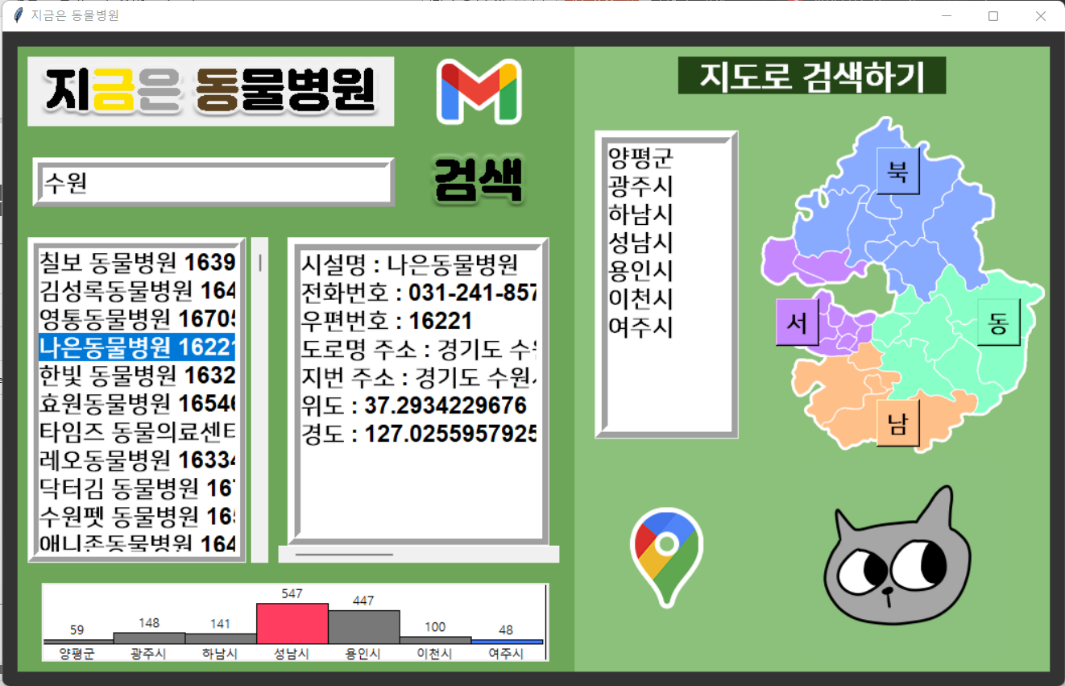 지금은 동물병원
지금은 동물병원
수원
검색
칠보 동물병원 1639
김성록동물병원 164
영통동물병원 16705
나은동물병원 1622
한빛 동물병원 1632
효원동물병원 16546
타임즈 동물의료센터
레오동물병원 16334
닥터김 동물병원 16
수원펫 동물병원 16
애니존동물병원 164
시설명 : 나은동물병원
전화번호 : 031-241-857
우편번호 : 16221
도로명 주소 : 경기도
지번 주소 : 경기도 수원
위도 : 37.2934229676
경도 : 127.0255957925
59
148
141
547
447
100
48
양평군
광주시
하남시
성남시
용인시
이천시
여주시
지도로 검색하기
양평군
광주시
하남시
성남시
용인시
이천시
여주시
북
서
동
남